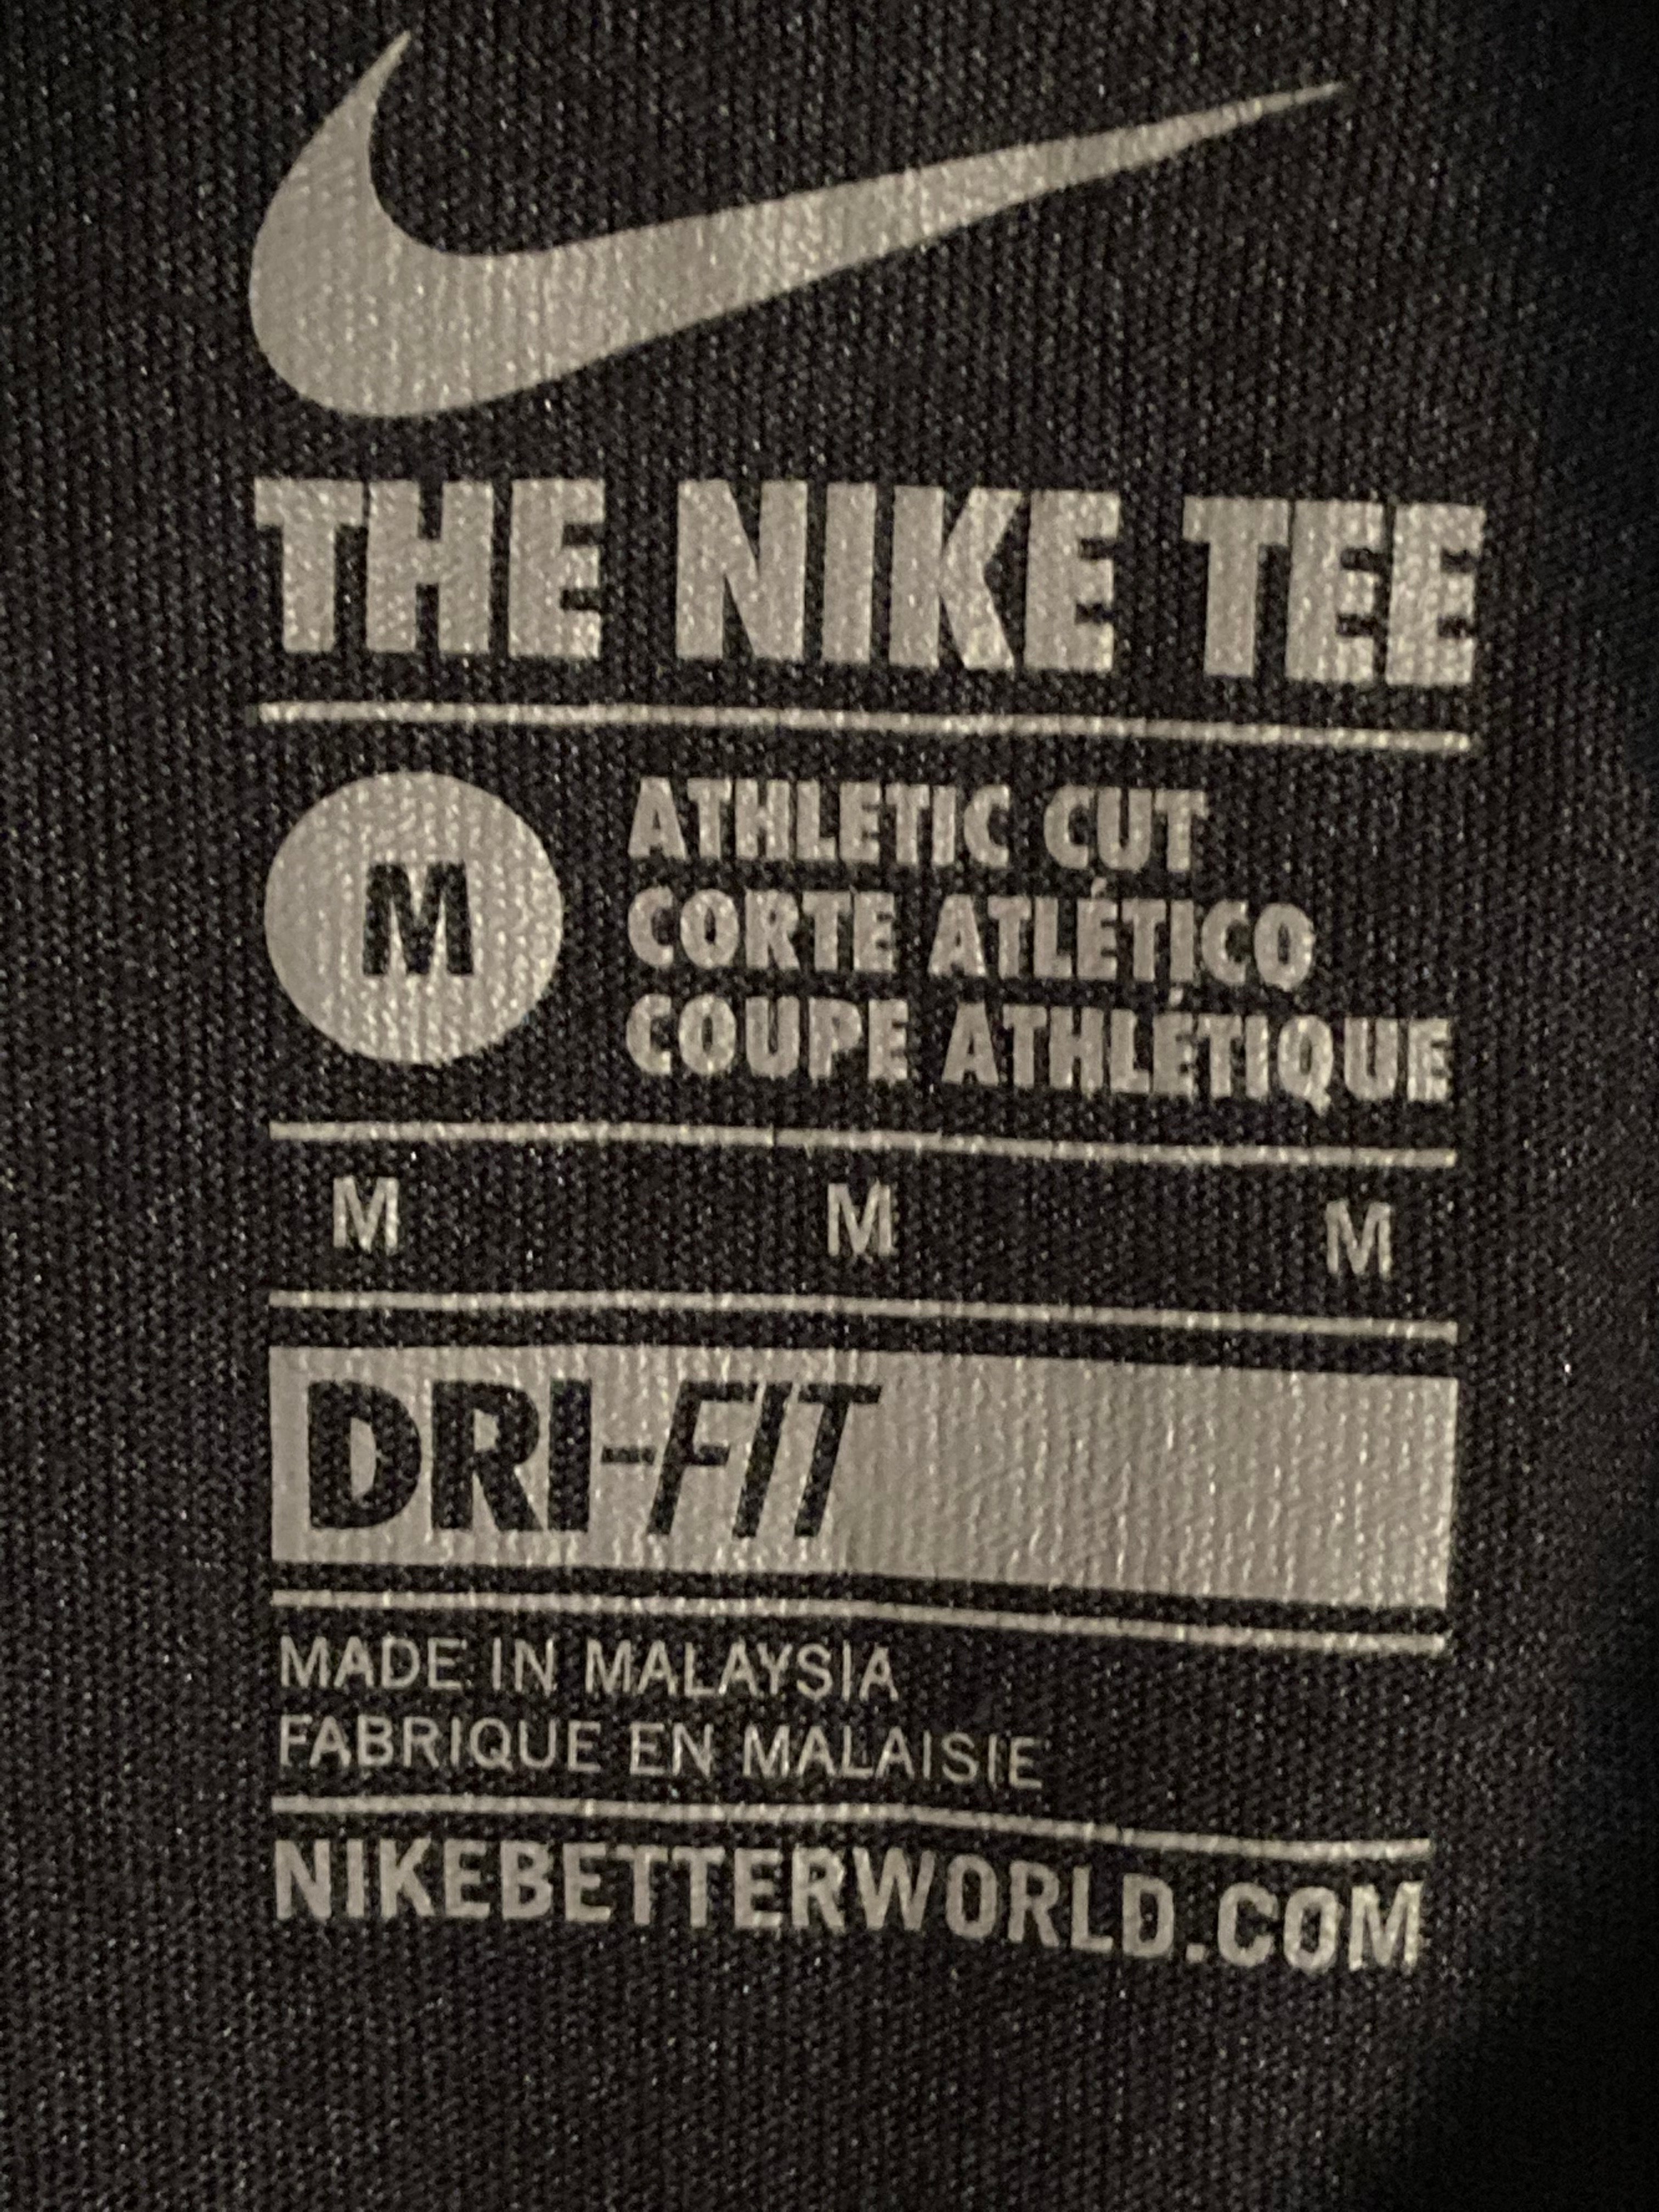 THE NIKE TEE
M
ATHLETIC CUT
CORTE ATLÉTICO
COUPE ATHLÉTIQUE
M M M
DRI-FIT
MADE IN MALAYSIA
FABRIQUE EN MALAISIE
NIKEBETTERWORLD.COM